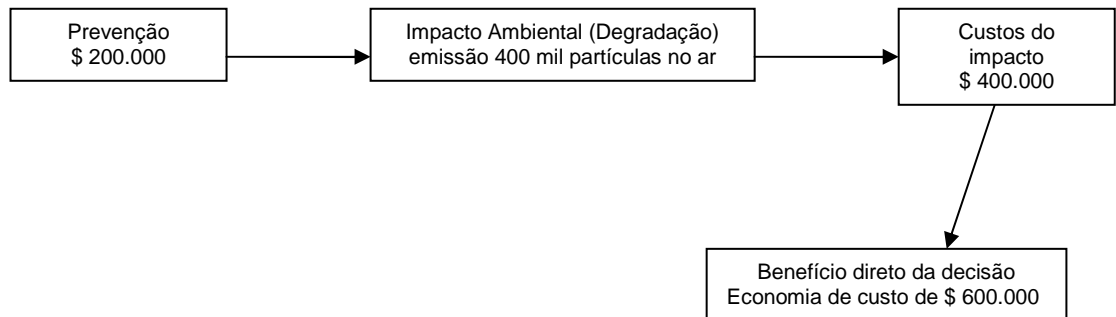 Prevenção
$ 200.000
Impacto Ambiental (Degradação)
emissão 400 mil partículas no ar
Custos do
impacto
$ 400.000
Benefício direto da decisão
Economia de custo de $ 600.000